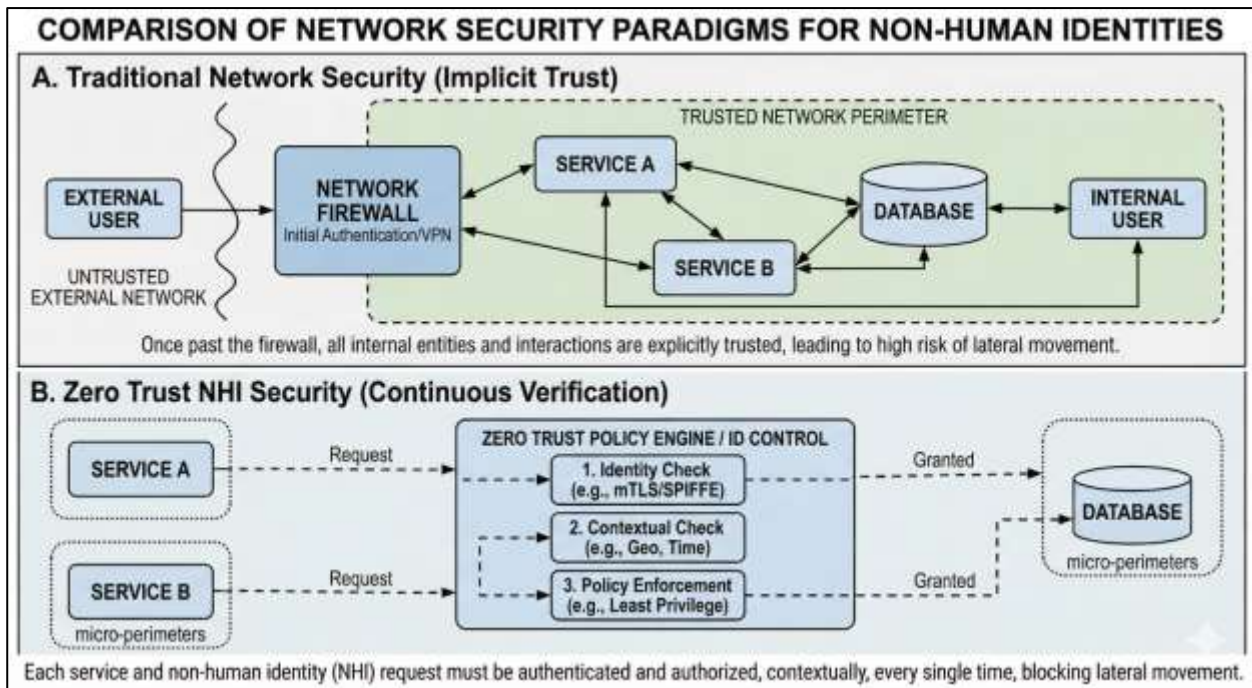 COMPARISON OF NETWORK SECURITY PARADIGMS FOR NON-HUMAN IDENTITIES
A. Traditional Network Security (Implicit Trust)
TRUSTED NETWORK PERIMETER
EXTERNAL
USER
UNTRUSTED
EXTERNAL NETWORK
NETWORK
FIREWALL
Initial Authentication/VPN
SERVICE A
SERVICE B
DATABASE
INTERNAL
USER
Once past the firewall, all internal entities and interactions are explicitly trusted, leading to high risk of lateral movement.
B. Zero Trust NHI Security (Continuous Verification)
SERVICE A
Request
SERVICE B
micro-perimeters
Request
ZERO TRUST POLICY ENGINE / ID CONTROL
1. Identity Check
(e.g., mTLS/SPIFFE)
2. Contextual Check
(e.g., Geo, Time)
3. Policy Enforcement
(e.g., Least Privilege)
Granted
Granted
DATABASE
micro-perimeters
Each service and non-human identity (NHI) request must be authenticated and authorized, contextually, every single time, blocking lateral movement.